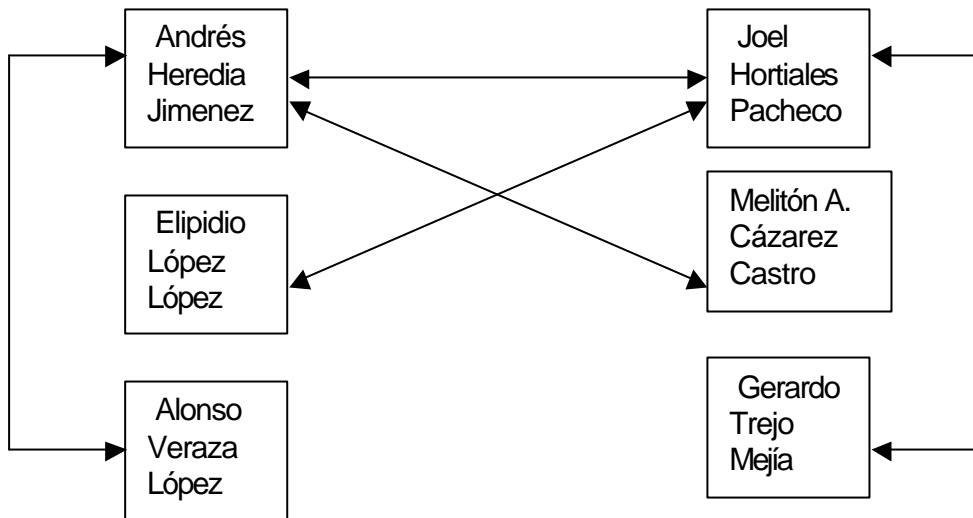 Andrés
Heredia
Jimenez
Joel
Hortiales
Pacheco
Elipidio
López
López
Melitón A.
Cázarez
Castro
Alonso
Veraza
López
Gerardo
Trejo
Mejía